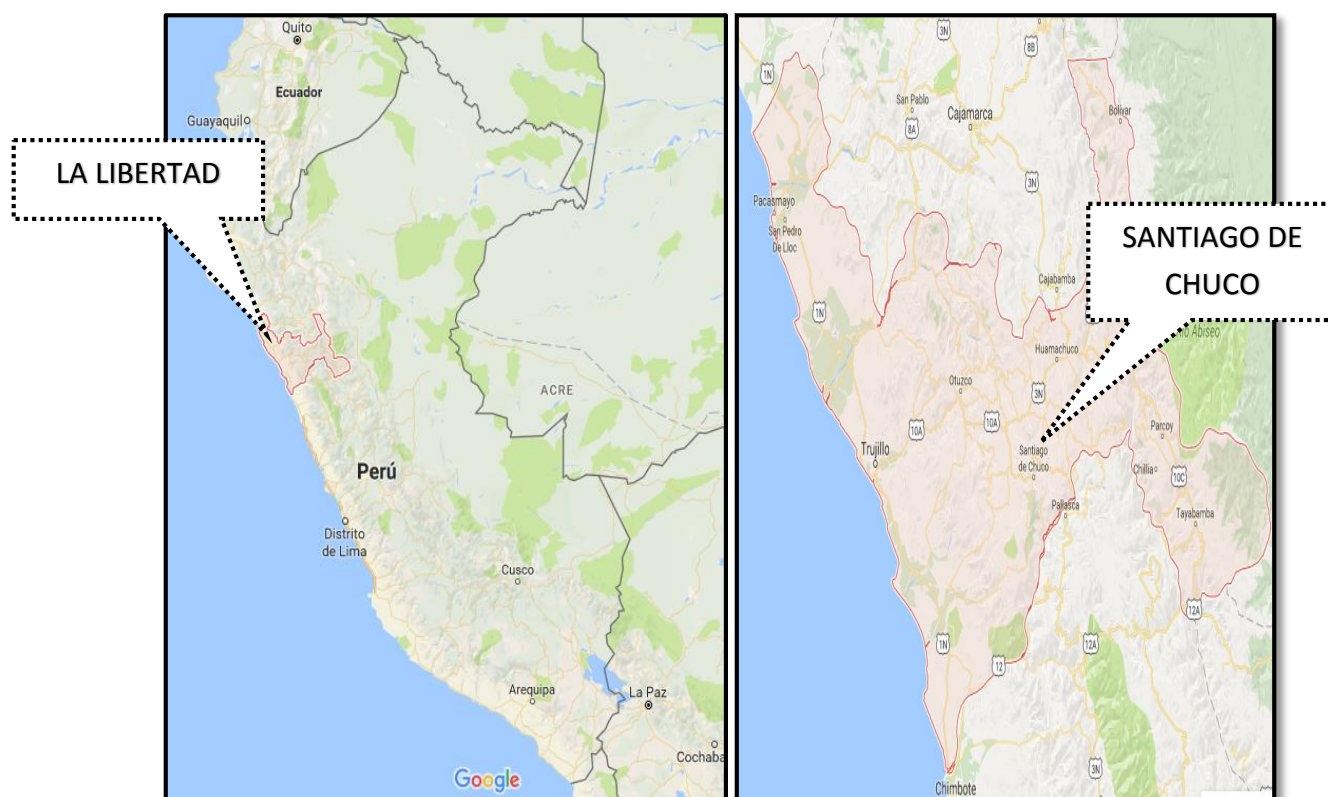 Quito
Ecuador
Guayaquil
LA LIBERTAD
ACRE
Perú
Distrito
de Lima
Cusco
Arequipa
La Paz
Cochaba
Google
3N
8B
1N
San Pablo
Cajamarca
Bolívar
8A
3N
Pacasmayo
San Pedro
De Lloc
SANTIAGO DE
CHUCO
Cajabamba
1N
Abiseo
Huamachuco
Otuzco
3N
10A
10A
Parcoy
Trujillo
Santiago
de Chuco
Chillia
10C
Pallasca
Tayabamba
12A
1N
12
12A
3N
Chimbote